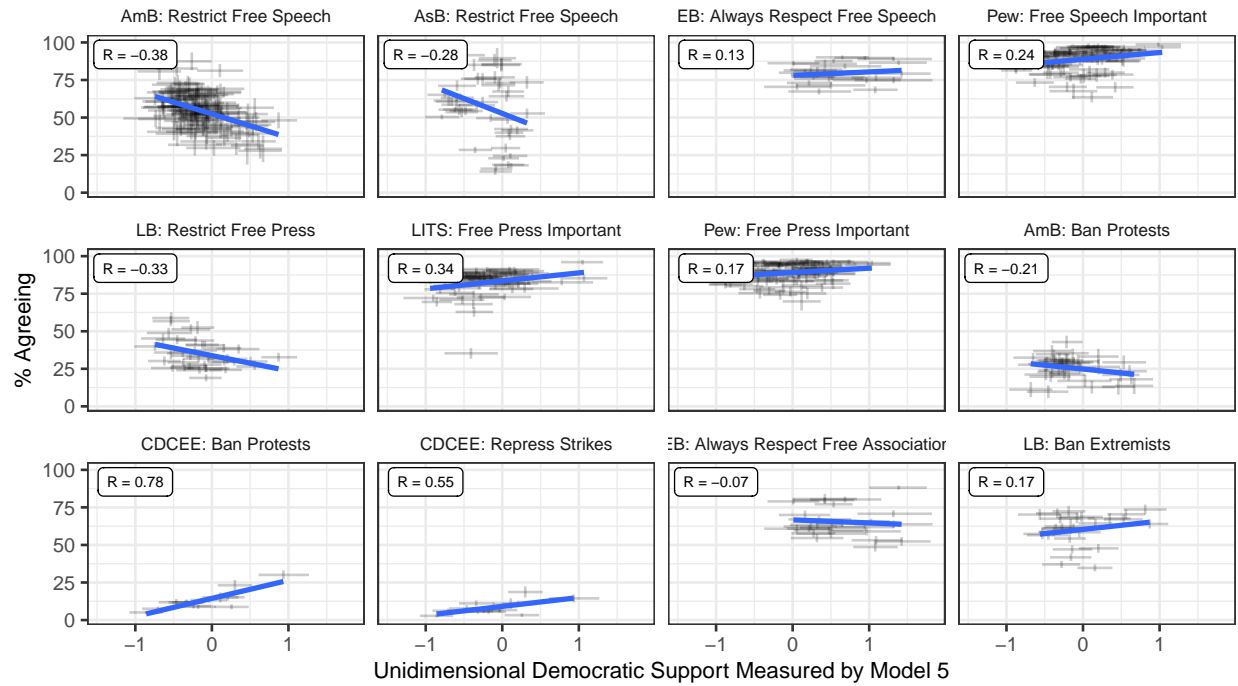 AmB: Restrict Free Speech
AsB: Restrict Free Speech
EB: Always Respect Free Speech
Pew: Free Speech Important
100
75
50
25
0
R = −0.38
R = −0.28
R = 0.13
R = 0.24
LB: Restrict Free Press
LITS: Free Press Important
Pew: Free Press Important
AmB: Ban Protests
100
75
50
25
0
R = −0.33
R = 0.34
R = 0.17
R = −0.21
% Agreeing
CDCEE: Ban Protests
CDCEE: Repress Strikes
EB: Always Respect Free Association
LB: Ban Extremists
100
75
50
25
0
R = 0.78
R = 0.55
R = −0.07
R = 0.17
−1 0 1
−1 0 1
−1 0 1
−1 0 1
Unidimensional Democratic Support Measured by Model 5